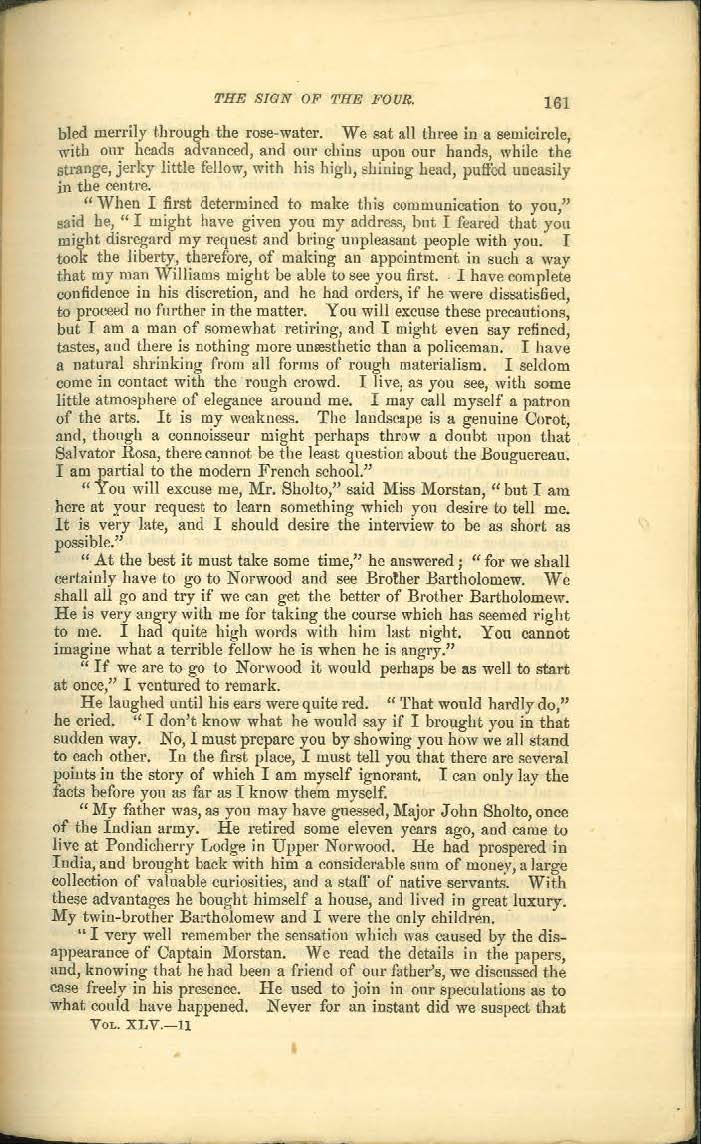 THE SIGN OF THE FOUR. 161
bled merrily through the rose-water. We sat all three in a semicircle,
with our heads advanced, and our chins upon our hands, while the
strange, jerky little fellow, with his high, shining head, puffed uneasily
in the centre.
“When I first determined to make this communication to you,”
said he, “I might have given you my address, but I feared that you
might disregard my request and bring unpleasant people with you. I
took the liberty, therefore, of making an appointment in such a way
that my man Williams might be able to see you first. I have complete
confidence in his discretion, and he had orders, if he were dissatisfied,
to proceed no further in the matter. You will excuse these precautions,
but I am a man of somewhat retiring, and I might even say refined,
tastes, and there is nothing more unæsthetic than a policeman. I have
a natural shrinking from all forms of rough materialism. I seldom
come in contact with the rough crowd. I live, as you see, with some
little atmosphere of elegance around me. I may call myself a patron
of the arts. It is my weakness. The landscape is a genuine Corot,
and, though a connoisseur might perhaps throw a doubt upon that
Salvator Rosa, there cannot be the least question about the Bouguereau.
I am partial to the modern French school.”
“You will excuse me, Mr. Sholto,” said Miss Morstan, “but I am
here at your request to learn something which you desire to tell me.
It is very late, and I should desire the interview to be as short as
possible.”
“At the best it must take some time,” he answered; “for we shall
certainly have to go to Norwood and see Brother Bartholomew. We
shall all go and try if we can get the better of Brother Bartholomew.
He is very angry with me for taking the course which has seemed right
to me. I had quite high words with him last night. You cannot
imagine what a terrible fellow he is when he is angry.”
“If we are to go to Norwood it would perhaps be as well to start
at once,” I ventured to remark.
He laughed until his ears were quite red. “That would hardly do,”
he cried. “I don't know what he would say if I brought you in that
sudden way. No, I must prepare you by showing you how we all stand
to each other. In the first place, I must tell you that there are several
points in the story of which I am myself ignorant. I can only lay the
facts before you as far as I know them myself.
“My father was, as you may have guessed, Major John Sholto, once
of the Indian army. He retired some eleven years ago, and came to
live at Pondicherry Lodge in Upper Norwood. He had prospered in
India, and brought back with him a considerable sum of money, a large
collection of valuable curiosities, and a staff of native servants. With
these advantages he bought himself a house, and lived in great luxury.
My twin-brother Bartholomew and I were the only children.
“I very well remember the sensation which was caused by the dis-
appearance of Captain Morstan. We read the details in the papers,
and, knowing that he had been a friend of our father's, we discussed the
case freely in his presence. He used to join in our speculations as to
what could have happened. Never for an instant did we suspect that
VOL. XLV.—11